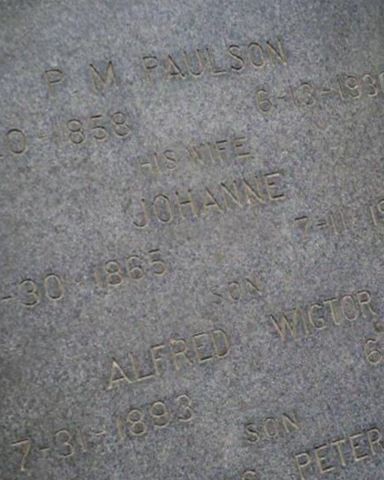 P. M. PAULSON
0-1858 6-13-193
HIS WIFE
JOHANNE
-30-1865 7-11-1
SON
ALFRED WIGTOR
7-31-1893 6
SON
PETER